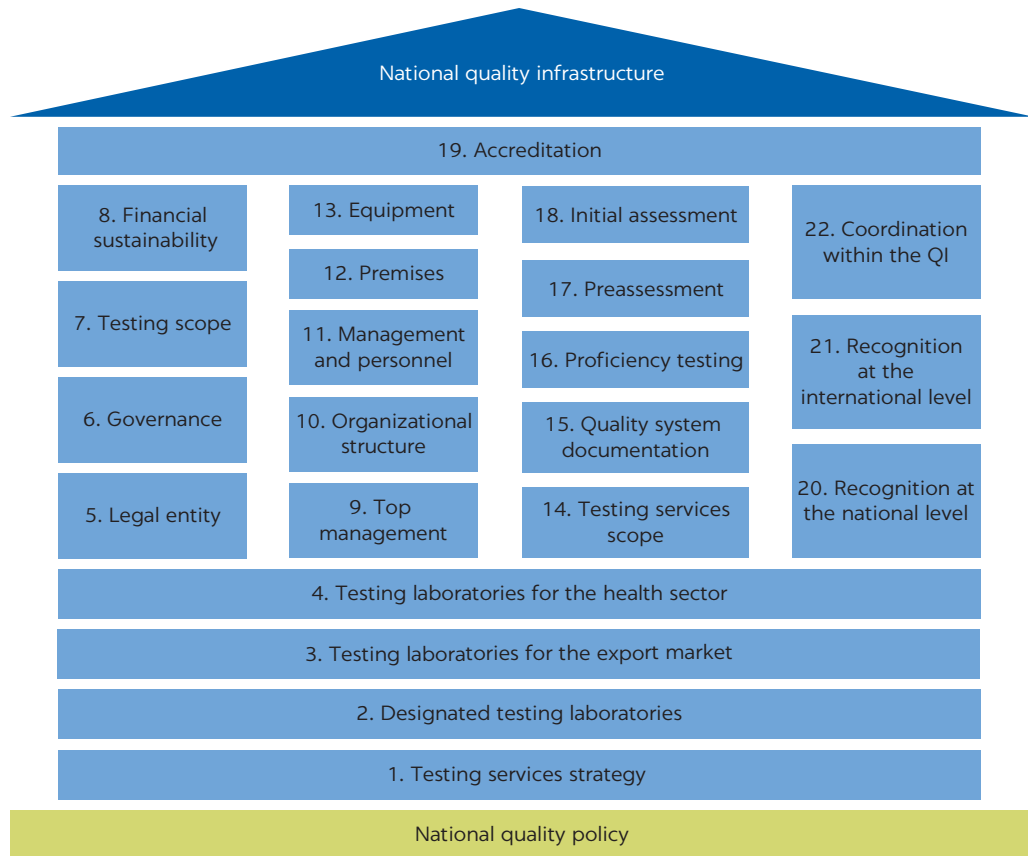 National quality infrastructure
19. Accreditation
8. Financial
sustainability
7. Testing scope
6. Governance
5. Legal entity
13. Equipment
12. Premises
11. Management
and personnel
10. Organizational
structure
9. Top
management
18. Initial assessment
17. Preassessment
16. Proficiency testing
15. Quality system
documentation
14. Testing services
scope
22. Coordination
within the QI
21. Recognition
at the
international level
20. Recognition at
the national level
4. Testing laboratories for the health sector
3. Testing laboratories for the export market
2. Designated testing laboratories
1. Testing services strategy
National quality policy